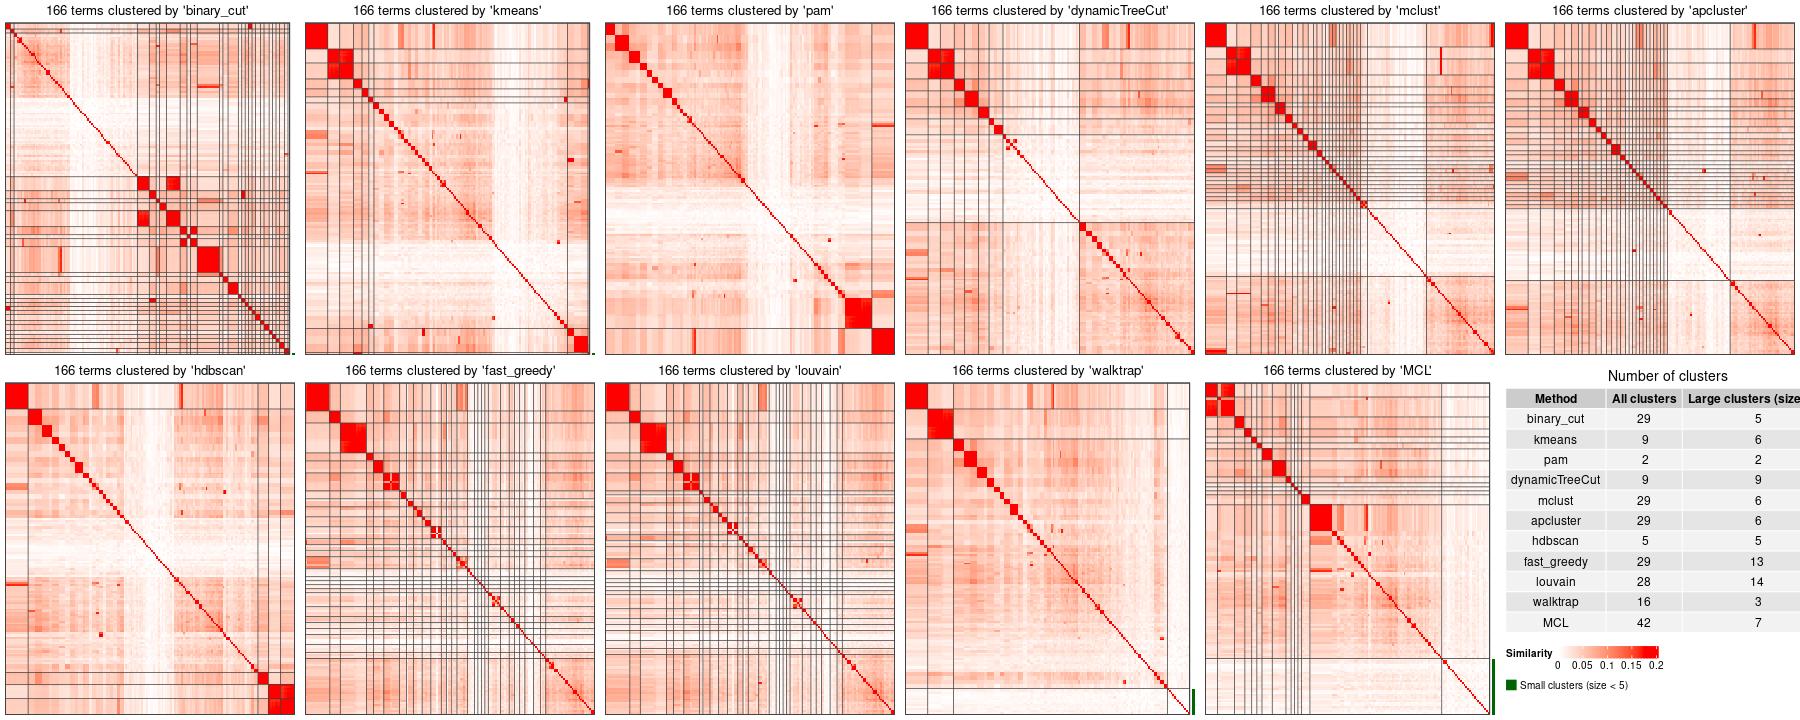 166 terms clustered by 'binary_cut'
166 terms clustered by 'kmeans'
166 terms clustered by 'pam'
166 terms clustered by 'dynamicTreeCut'
166 terms clustered by 'mclust'
166 terms clustered by 'apcluster'
166 terms clustered by 'hdbscan'
166 terms clustered by 'fast_greedy'
166 terms clustered by 'louvain'
166 terms clustered by 'walktrap'
166 terms clustered by 'MCL'
Number of clusters
Method All clusters Large clusters (size
binary_cut 29 5
kmeans 9 6
pam 2 2
dynamicTreeCut 9 9
mclust 29 6
apcluster 29 6
hdbscan 5 5
fast_greedy 29 13
louvain 28 14
walktrap 16 3
MCL 42 7
Similarity
0 0.05 0.1 0.15 0.2
Small clusters (size < 5)